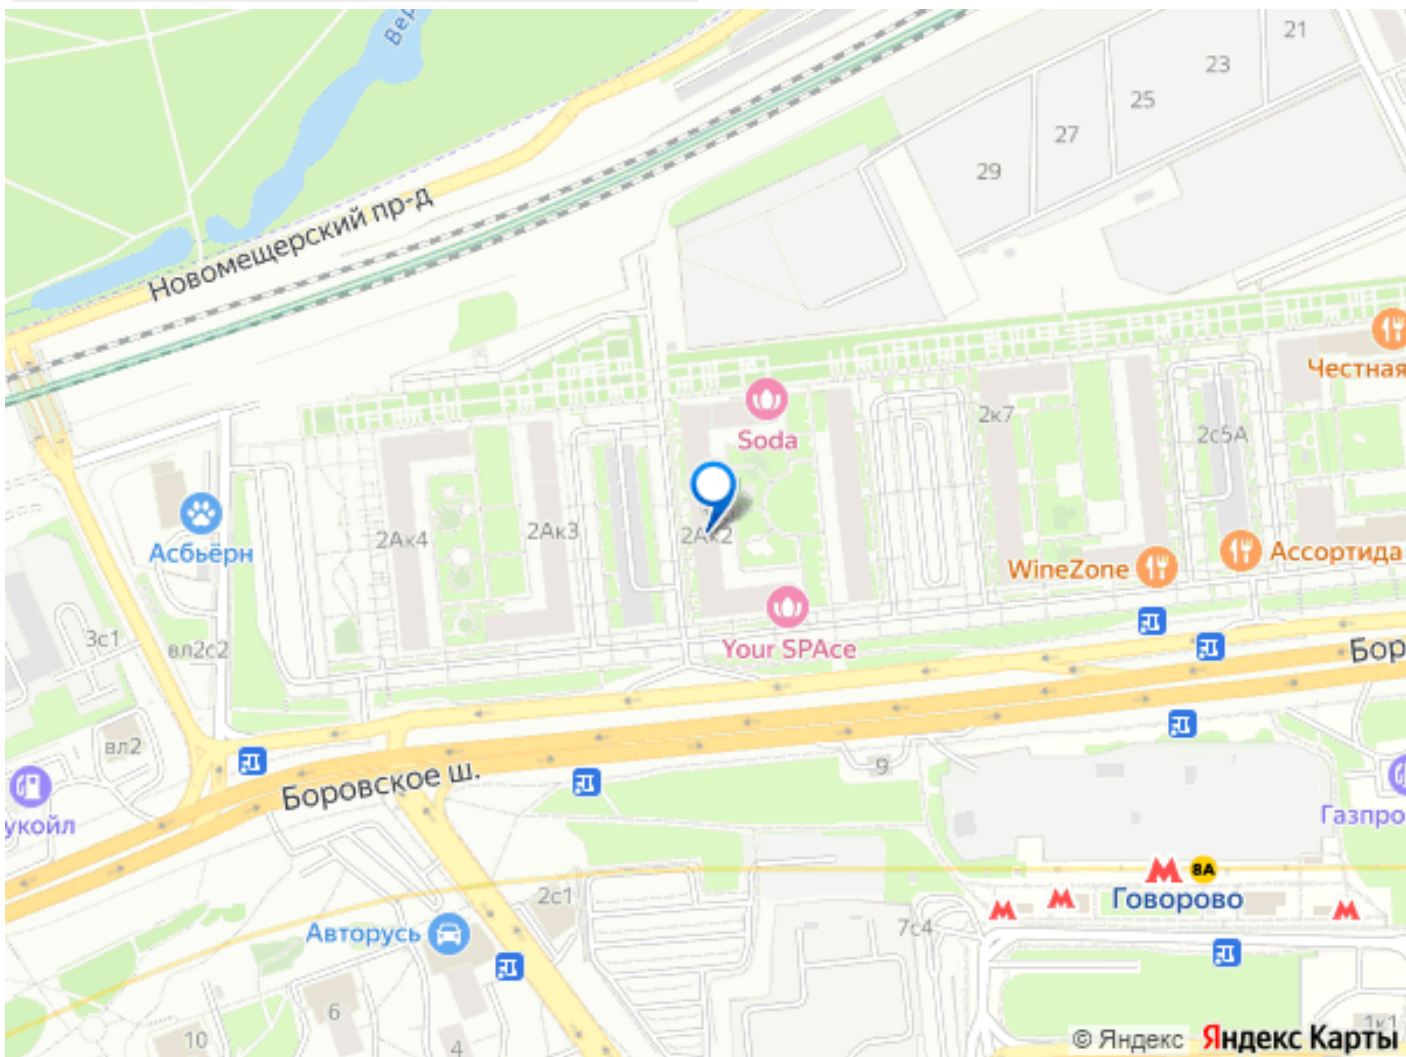 Вер
21
23
25
27
29
Новомещерский пр-д
Честная
Soda
2к7
2с5А
2Ак4
2Ак3
2Ак2
Асбьёрн
WineZone
Ассортида
Your SPAce
3с1
вл2с2
Бор
вл2
Боровское ш.
9
укойл
Газпро
8А
Говорово
2с1
7с4
Авторусь
6
10
4
1к1
© Яндекс Яндекс Карты